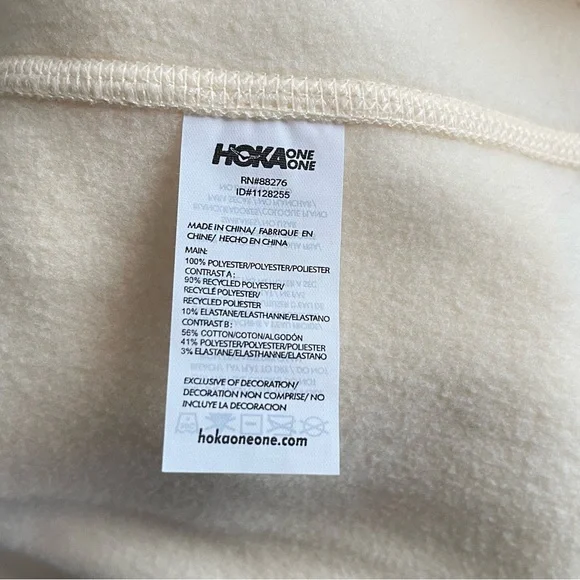 HOKA ONE ONE
RN#88276
ID#1128255
MADE IN CHINA/ FABRIQUE EN
CHINE/ HECHO EN CHINA
MAIN:
100% POLYESTER/POLYESTER/POLIESTER
CONTRAST A :
90% RECYCLED POLYESTER/
RECYCLÉ POLYESTER/
RECYCLED POLIESTER
10% ELASTANE/ELASTHANNE/ELASTANO
CONTRAST B :
56% COTTON/COTON/ALGODÓN
41% POLYESTER/POLYESTER/POLIESTER
3% ELASTANE/ELASTHANNE/ELASTANO
EXCLUSIVE OF DECORATION/
DECORATION NON COMPRISE/ NO
INCLUYE LA DECORACION
hokaoneone.com